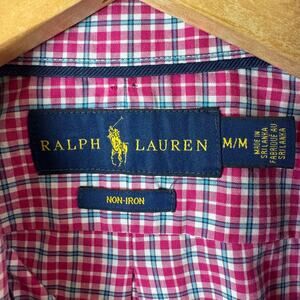 RALPH LAUREN
M/M
MADE IN
SRI LANKA
FABRIQUÉ AU
SRI LANKA
NON-IRON